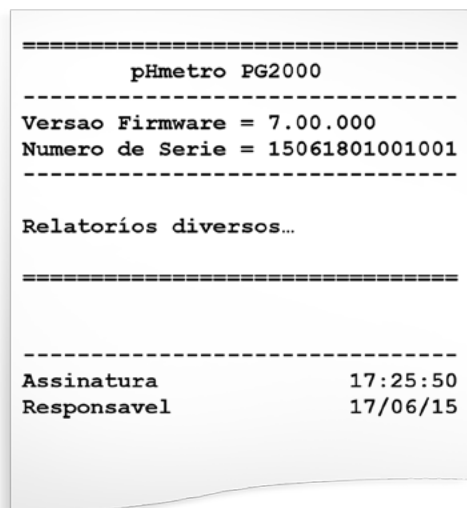 ================================
pHmetro PG2000
--------------------------------
Versao Firmware = 7.00.000
Numero de Serie = 15061801001001
--------------------------------
Relatoríos diversos…
================================
--------------------------------
Assinatura 17:25:50
Responsavel 17/06/15